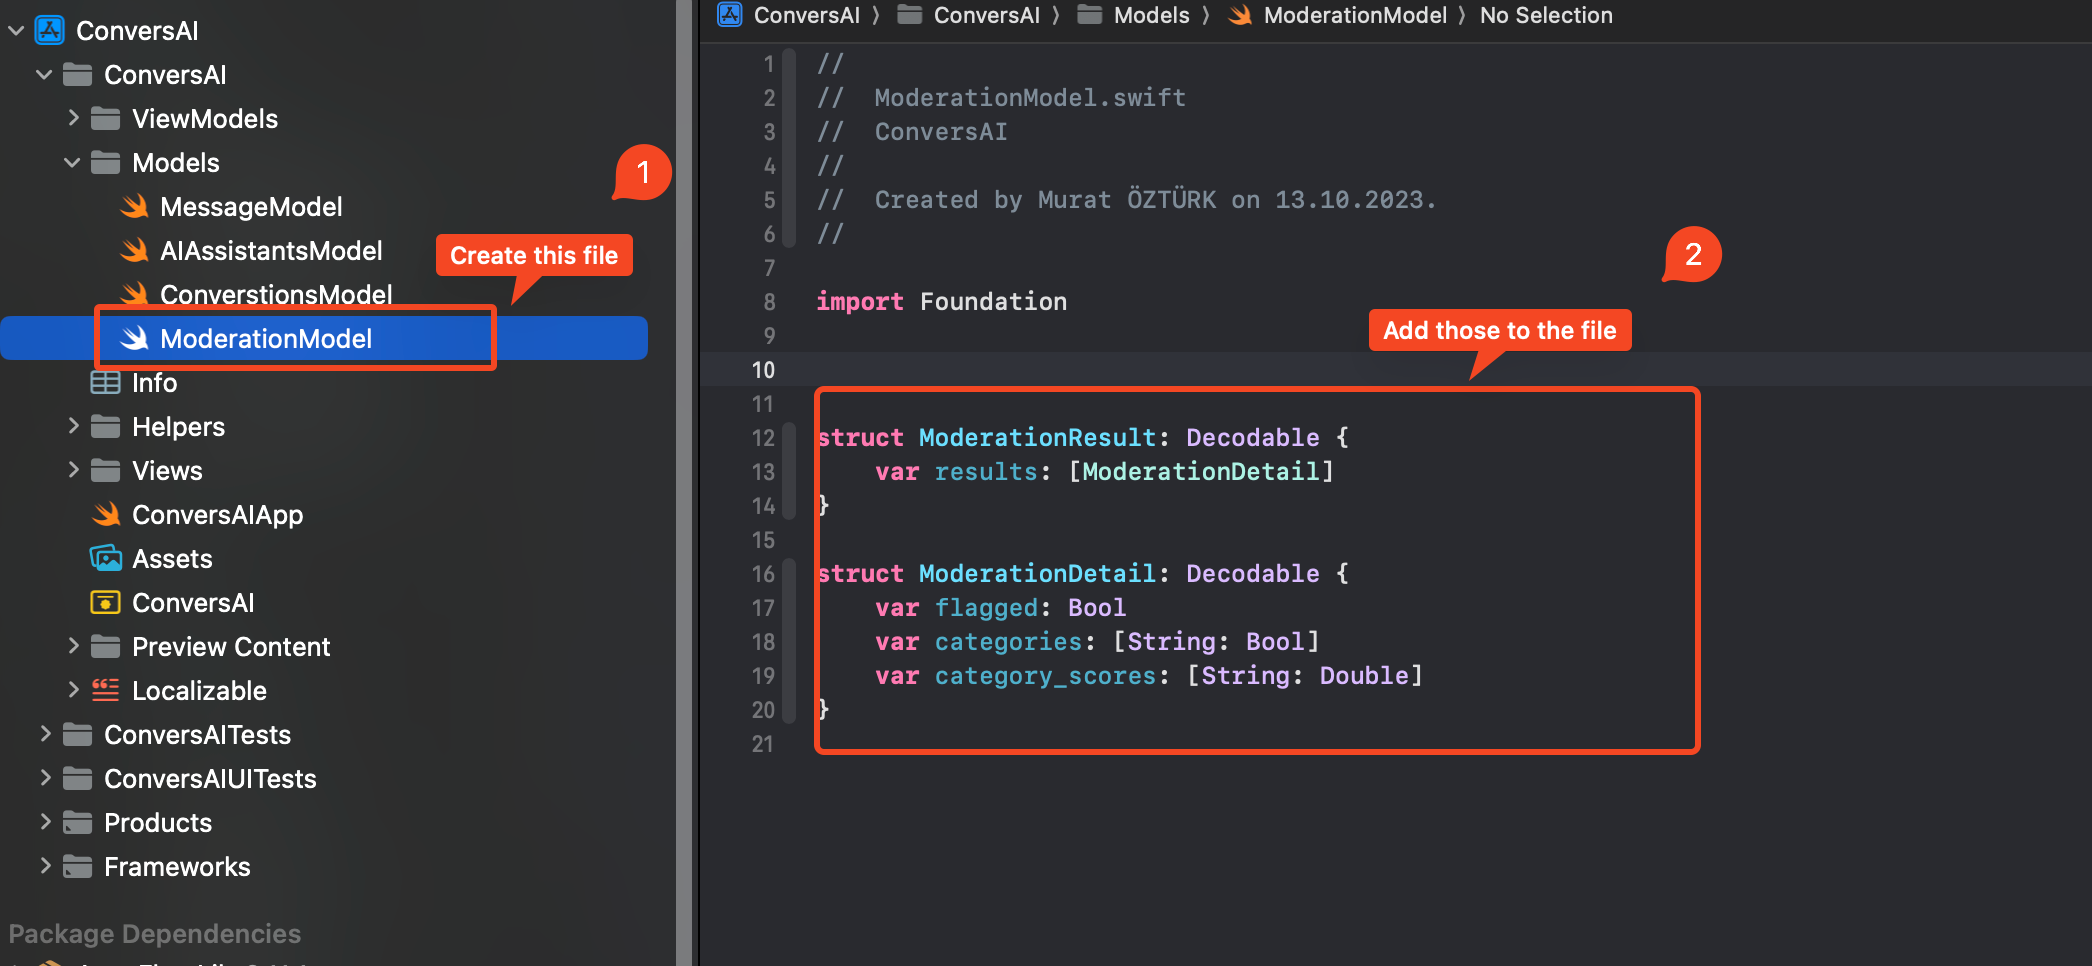 ConversAI
ConversAI
ViewModels
Models
MessageModel
AIAssistantsModel
ConverstionsModel
ModerationModel
Info
Helpers
Views
ConversAIApp
Assets
ConversAI
Preview Content
Localizable
ConversAITests
ConversAIUITests
Products
Frameworks
Package Dependencies
1
Create this file
ConversAI 〉 ConversAI 〉 Models 〉 ModerationModel 〉 No Selection
1 //
2 //  ModerationModel.swift
3 //  ConversAI
4 //
5 //  Created by Murat ÖZTÜRK on 13.10.2023.
6 //
7
8 import Foundation
9
10
11
12 struct ModerationResult: Decodable {
13     var results: [ModerationDetail]
14 }
15
16 struct ModerationDetail: Decodable {
17     var flagged: Bool
18     var categories: [String: Bool]
19     var category_scores: [String: Double]
20 }
21
2
Add those to the file